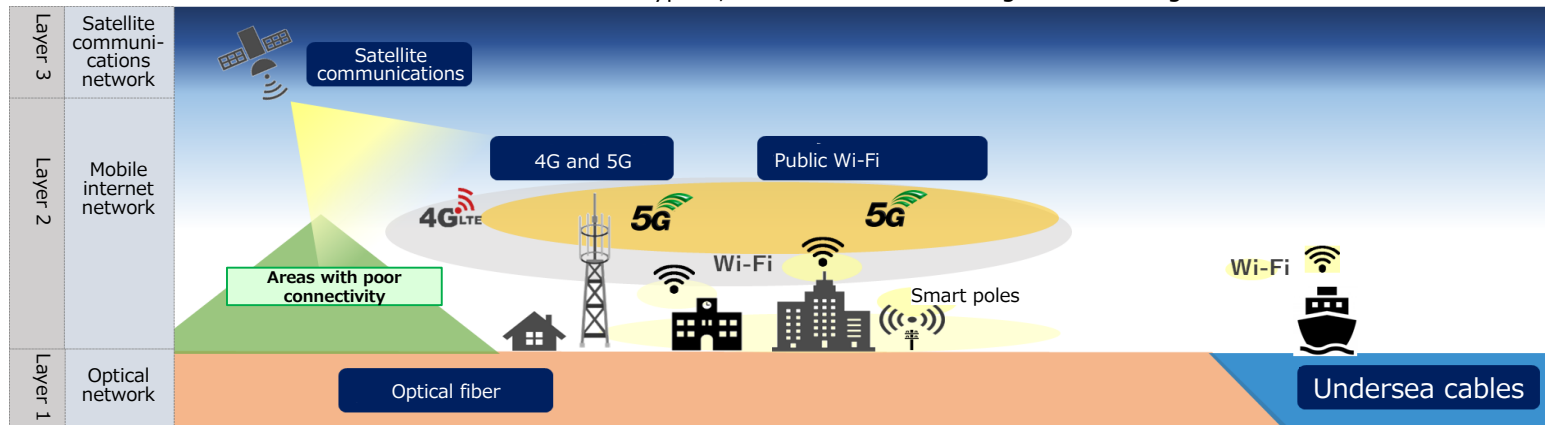 Layer 3
Satellite
communi-
cations
network
Satellite
communications
Layer 2
Mobile
internet
network
4G and 5G
Public Wi-Fi
4G LTE
5G
5G
Areas with poor
connectivity
Wi-Fi
Smart poles
Wi-Fi
Layer 1
Optical
network
Optical fiber
Undersea cables